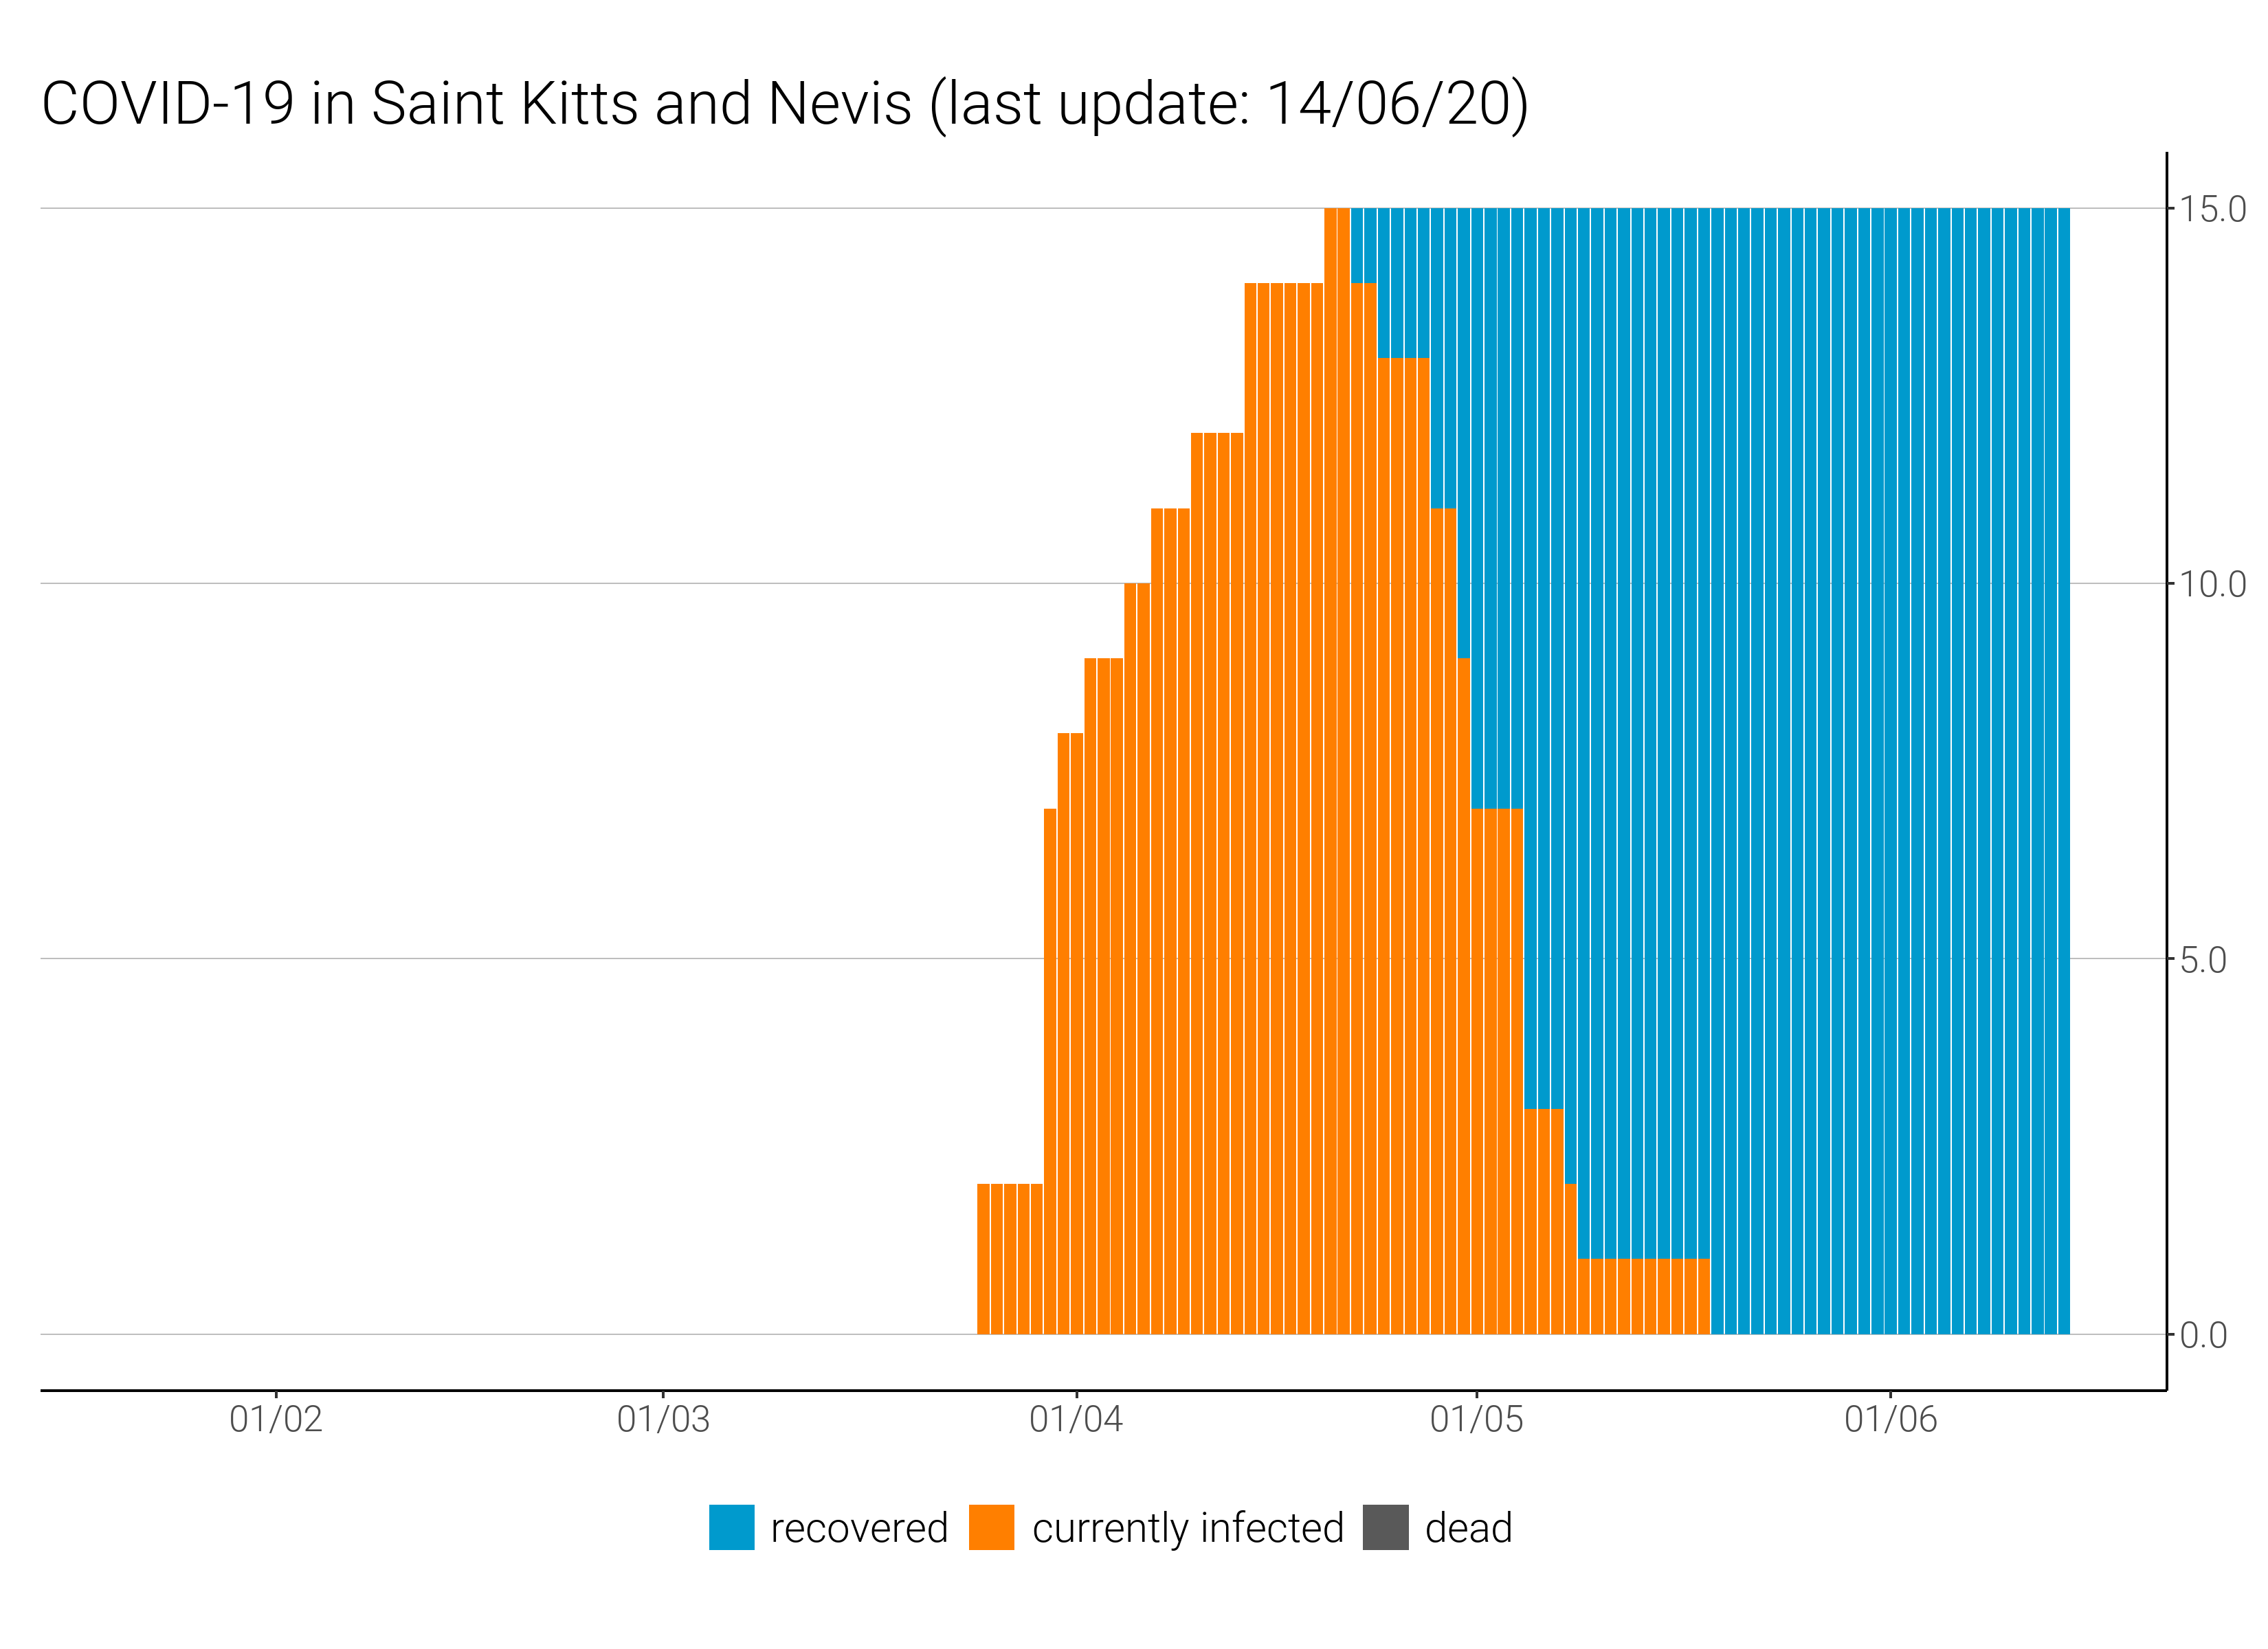 COVID-19 in Saint Kitts and Nevis (last update: 14/06/20)
15.0
10.0
5.0
0.0
01/02 01/03 01/04 01/05 01/06
recovered currently infected dead